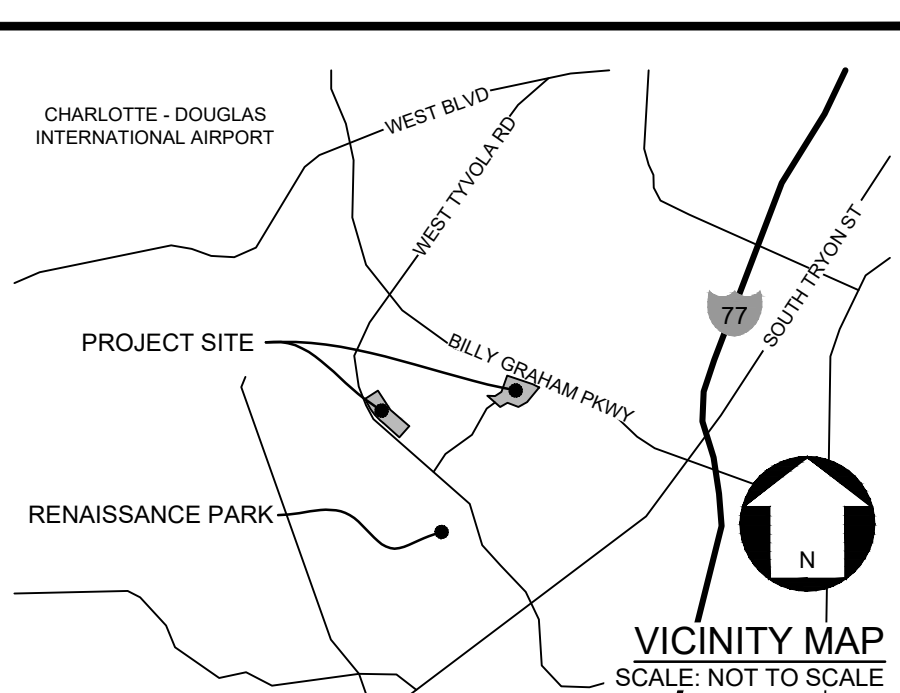 CHARLOTTE - DOUGLAS
INTERNATIONAL AIRPORT
WEST BLVD
WEST TYVOLA RD
SOUTH TRYON ST
77
PROJECT SITE
BILLY GRAHAM PKWY
RENAISSANCE PARK
N
VICINITY MAP
SCALE: NOT TO SCALE